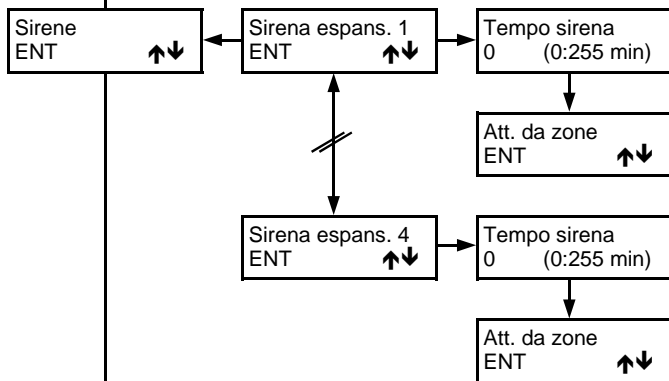 Sirene
ENT ↑↓
Sirena espans. 1
ENT ↑↓
Tempo sirena
0 (0:255 min)
Att. da zone
ENT ↑↓
Sirena espans. 4
ENT ↑↓
Tempo sirena
0 (0:255 min)
Att. da zone
ENT ↑↓